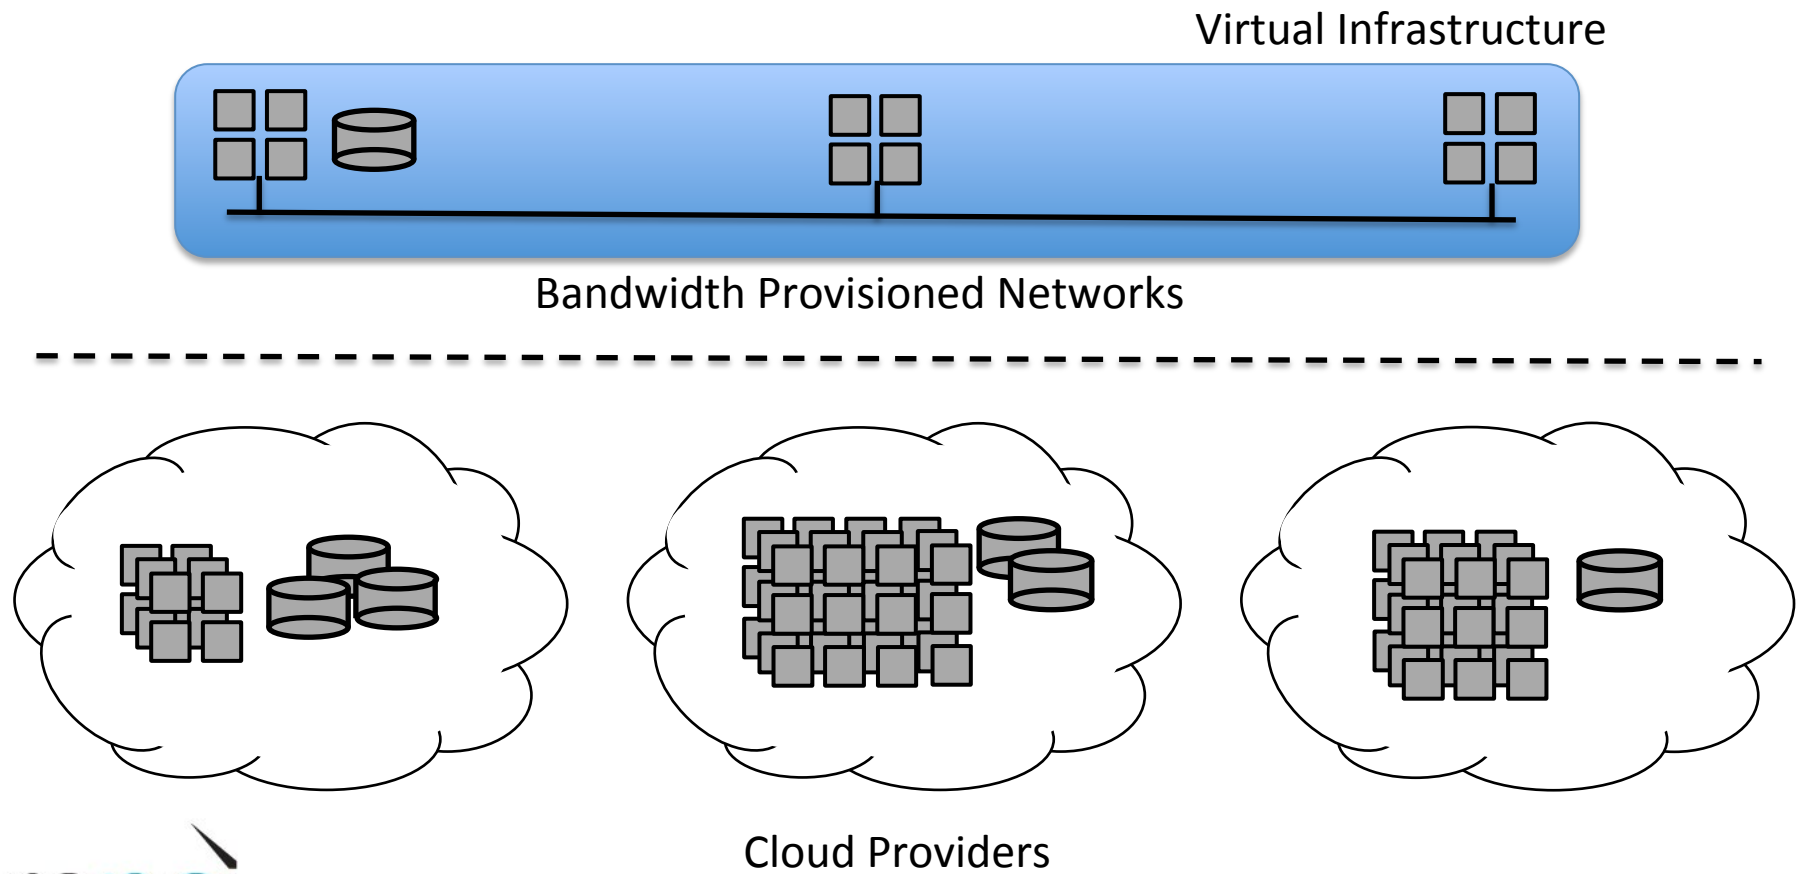 Virtual Infrastructure
Bandwidth Provisioned Networks
Cloud Providers